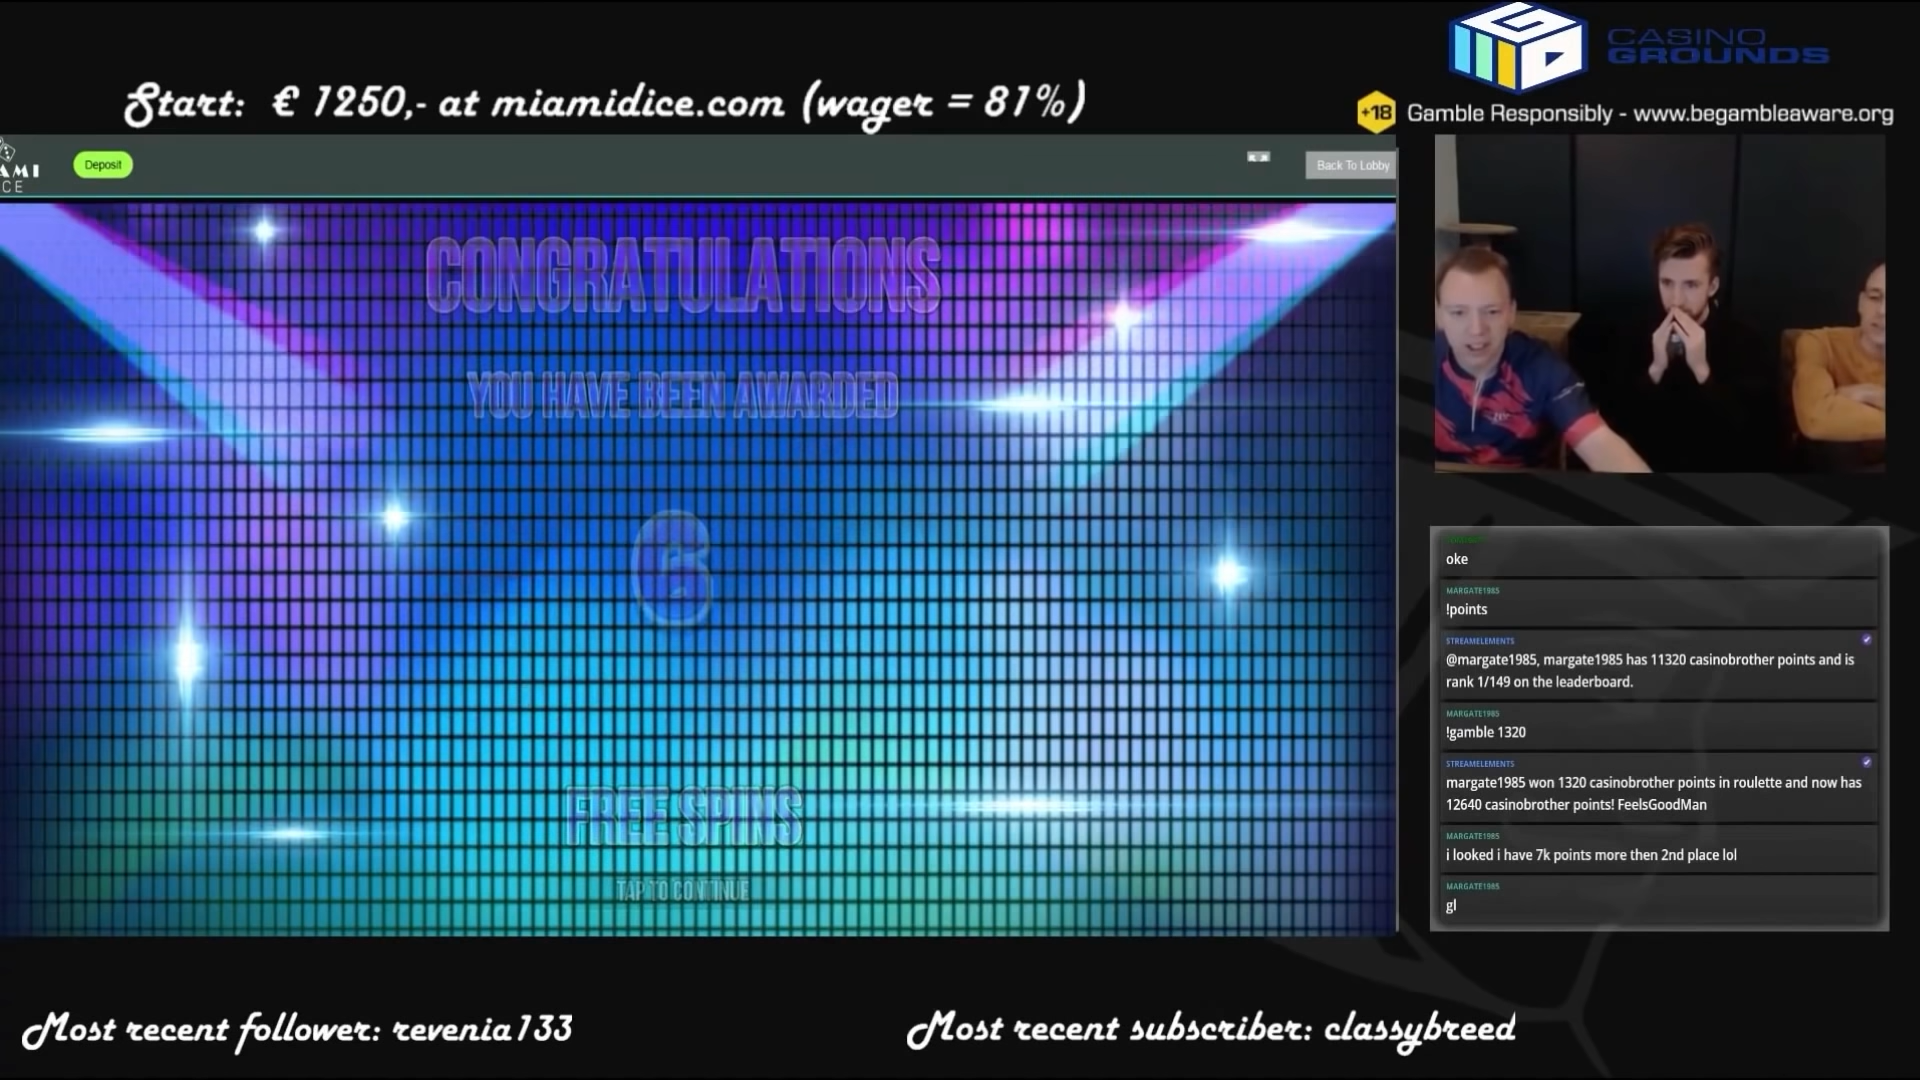 Start: € 1250,- at miamidice.com (wager = 81%)
CASINO
GROUNDS
+18 Gamble Responsibly - www.begambleaware.org
Deposit
Back To Lobby
CONGRATULATIONS
YOU HAVE BEEN AWARDED
6
FREE SPINS
TAP TO CONTINUE
oke
MARGATE1985
!points
STREAMELEMENTS
@margate1985, margate1985 has 11320 casinobrother points and is
rank 1/149 on the leaderboard.
MARGATE1985
!gamble 1320
STREAMELEMENTS
margate1985 won 1320 casinobrother points in roulette and now has
12640 casinobrother points! FeelsGoodMan
MARGATE1985
i looked i have 7k points more then 2nd place lol
MARGATE1985
gl
Most recent follower: revenia133
Most recent subscriber: classybreed